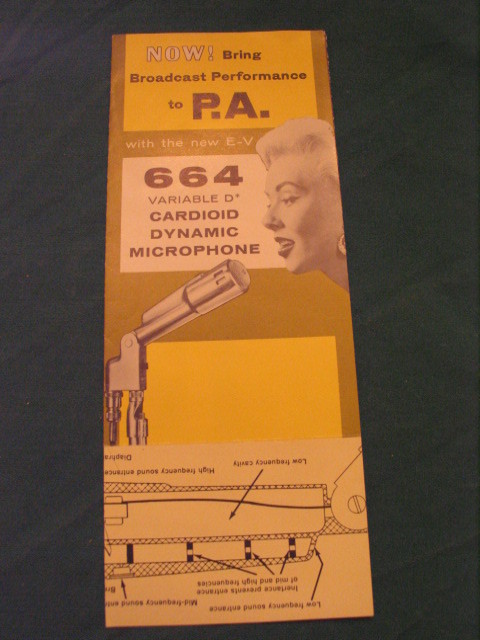 NOW! Bring
Broadcast Performance
to P.A.
with the new E-V
664
VARIABLE D*
CARDIOID
DYNAMIC
MICROPHONE
Low frequency sound entrance
Mid-frequency sound
Inertance prevents entrance
of mid and high frequencies
Low frequency cavity
High frequency sound entrance